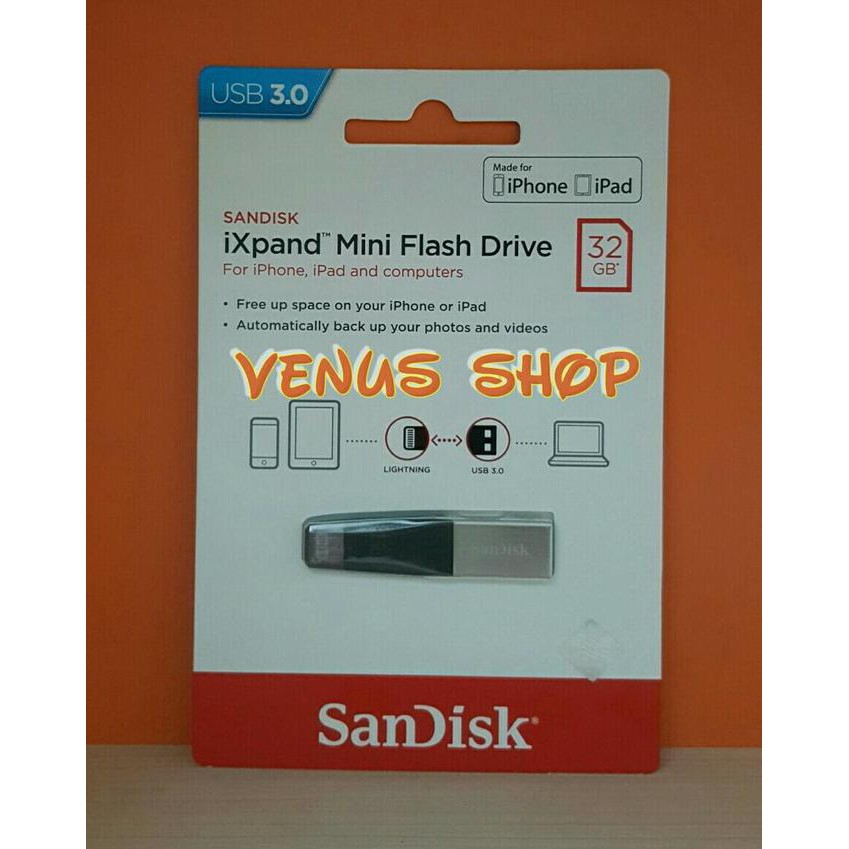 USB 3.0
Made for
iPhone iPad
SANDISK
iXpand™ Mini Flash Drive
32
GB*
For iPhone, iPad and computers
• Free up space on your iPhone or iPad
• Automatically back up your photos and videos
VENUS SHOP
LIGHTNING
USB 3.0
SanDisk
SanDisk®